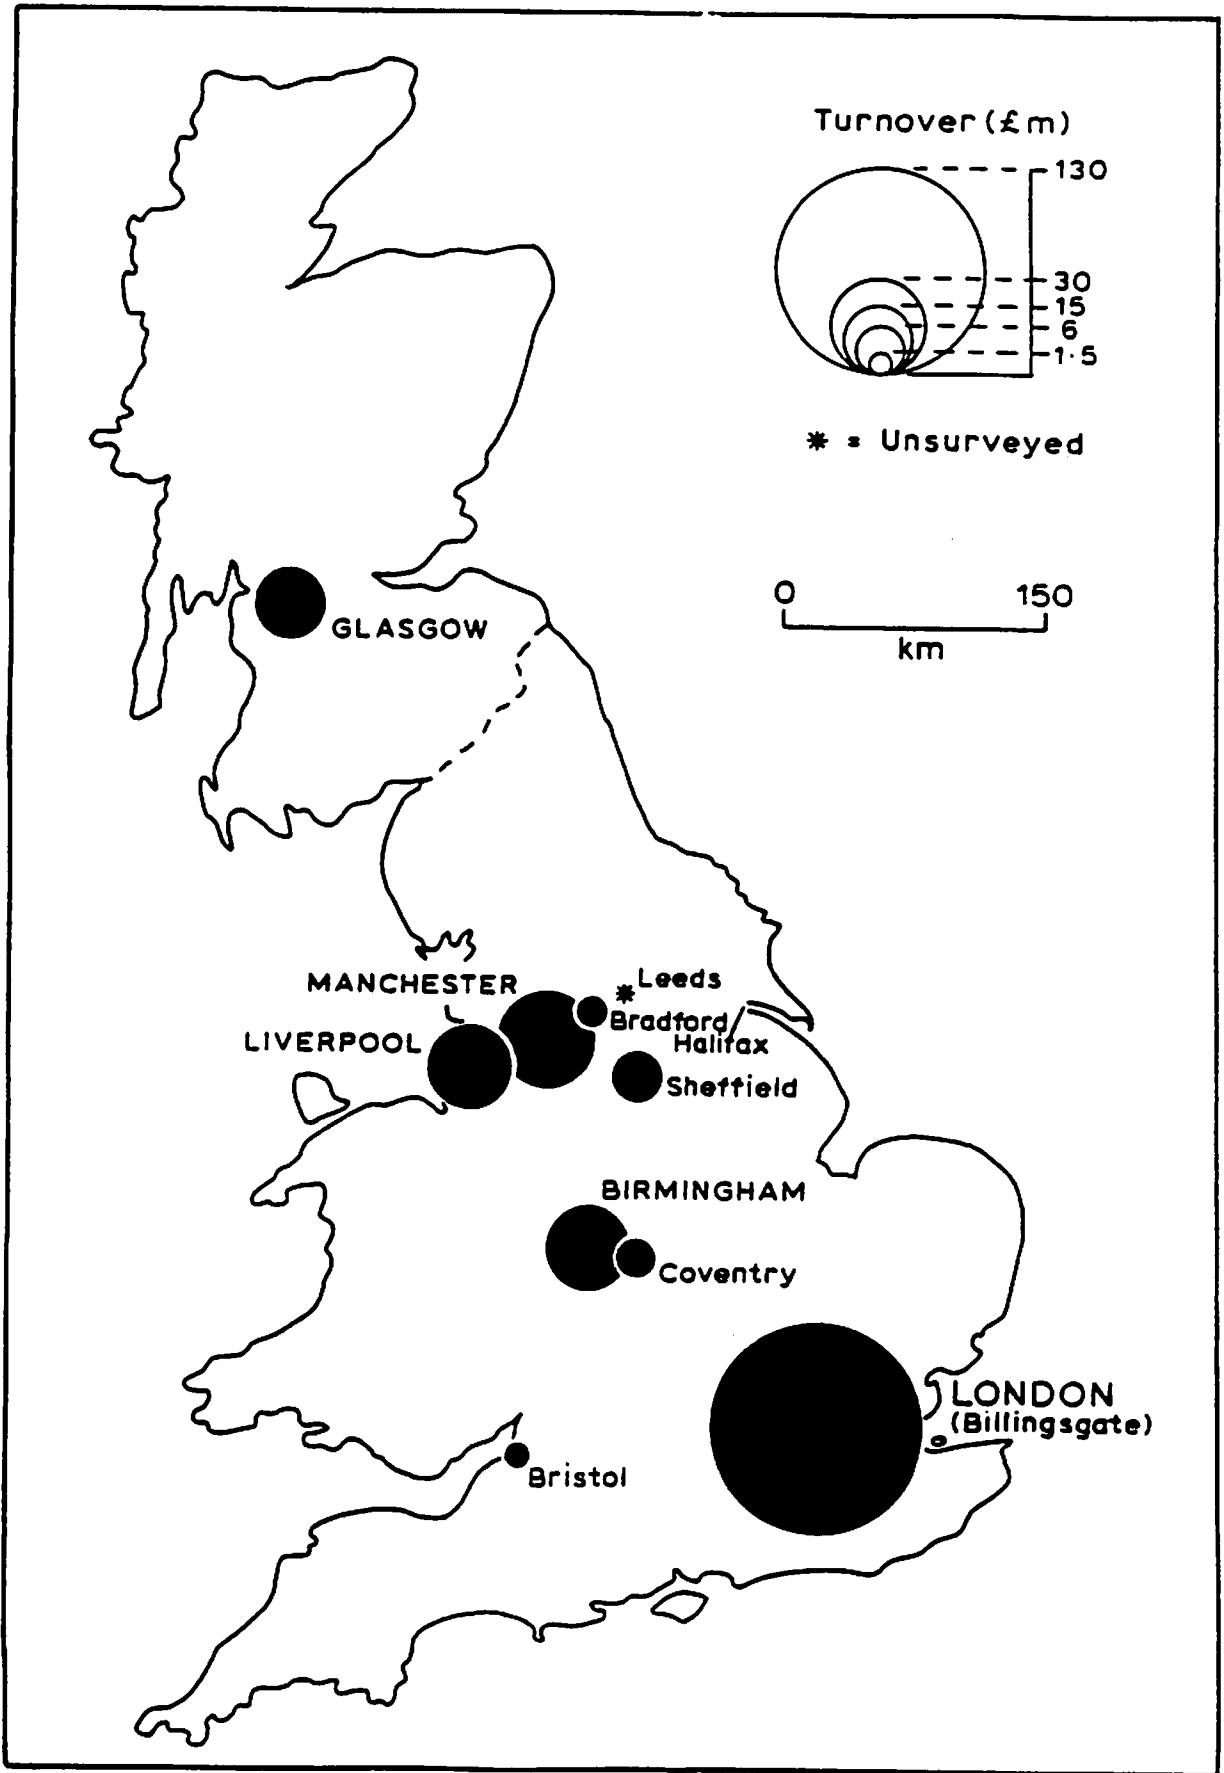 Turnover (£m)
130
30
15
6
1·5
* = Unsurveyed
0 150
km
GLASGOW
MANCHESTER
Leeds
Bradford
LIVERPOOL
Halifax
Sheffield
BIRMINGHAM
Coventry
LONDON
(Billingsgate)
Bristol